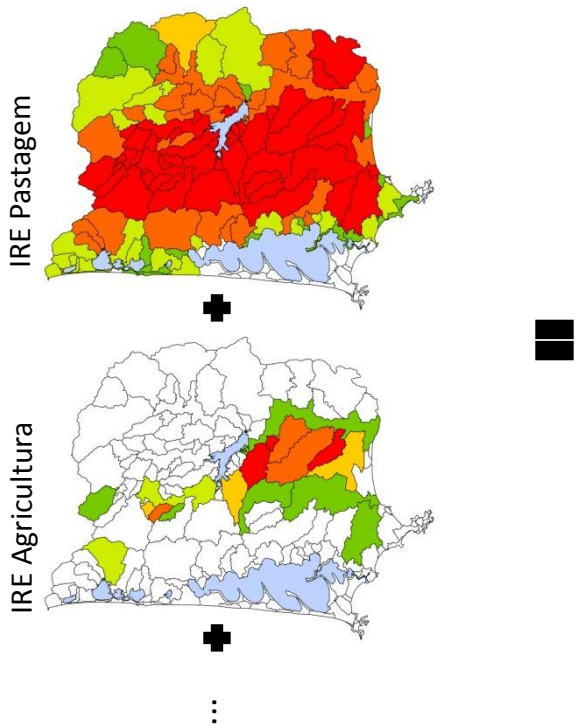 IRE Pastagem
+
=
IRE Agricultura
+
...